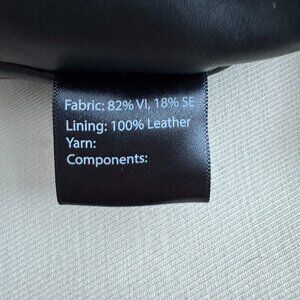 Fabric: 82% VI, 18% SE
Lining: 100% Leather
Yarn:
Components: